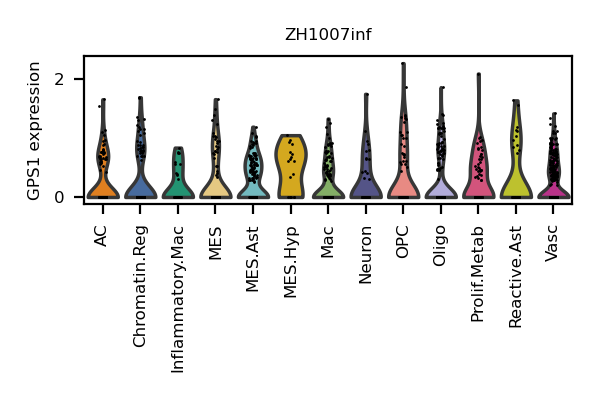 ZH1007inf
GPS1 expression
2
0
AC
Chromatin.Reg
Inflammatory.Mac
MES
MES.Ast
MES.Hyp
Mac
Neuron
OPC
Oligo
Prolif.Metab
Reactive.Ast
Vasc